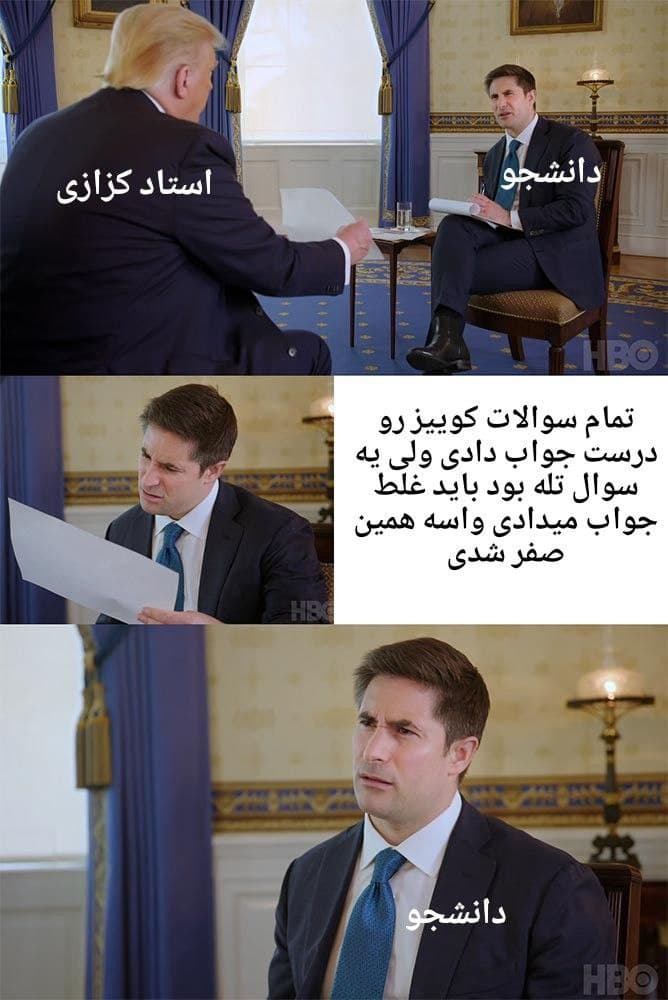 استاد کزازی
دانشجو
HBO
تمام سوالات کوییز رو
درست جواب دادی ولی یه
سوال تله بود باید غلط
جواب میدادی واسه همین
صفر شدی
HBO
دانشجو
HBO